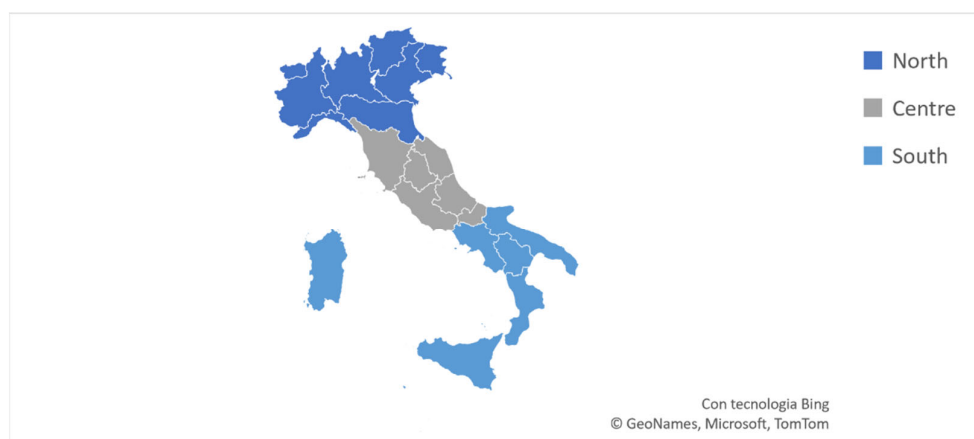 North
Centre
South
Con tecnologia Bing
© GeoNames, Microsoft, TomTom